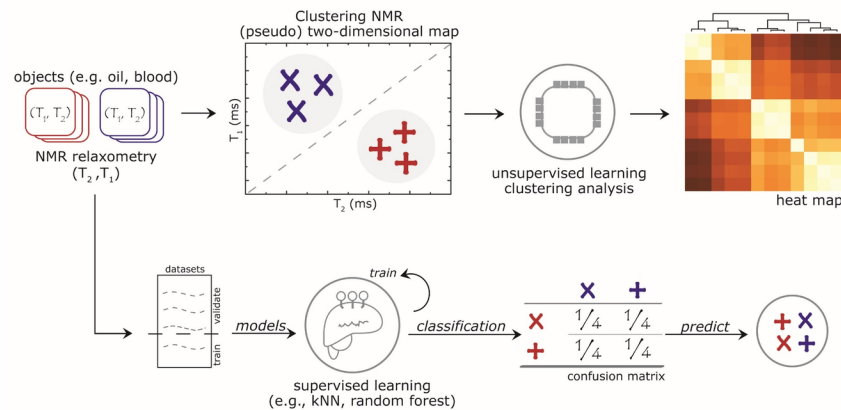 Clustering NMR
(pseudo) two-dimensional map
objects (e.g. oil, blood)
(T₁, T₂)
(T₁, T₂)
NMR relaxometry
(T₂ ,T₁)
T₁ (ms)
T₂ (ms)
unsupervised learning
clustering analysis
heat map
datasets
validate
train
models
train
supervised learning
(e.g., kNN, random forest)
classification
1/4
1/4
1/4
1/4
confusion matrix
predict